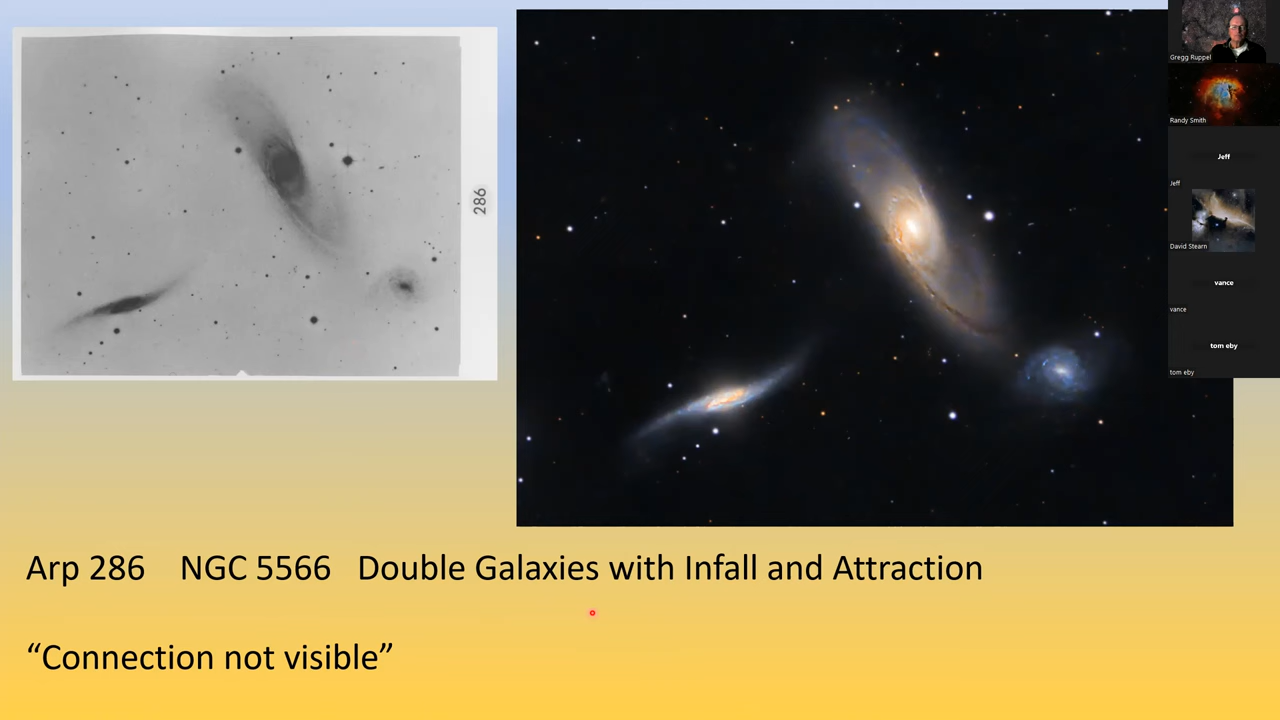 286
Arp 286 NGC 5566 Double Galaxies with Infall and Attraction
“Connection not visible”
Gregg Ruppel
Randy Smith
Jeff
Jeff
David Stearn
vance
vance
tom eby
tom eby